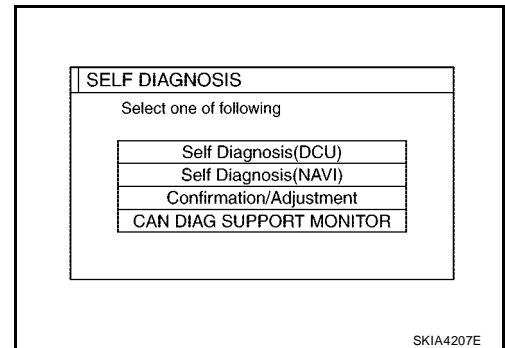 SELF DIAGNOSIS
Select one of following
Self Diagnosis(DCU)
Self Diagnosis(NAVI)
Confirmation/Adjustment
CAN DIAG SUPPORT MONITOR
SKIA4207E